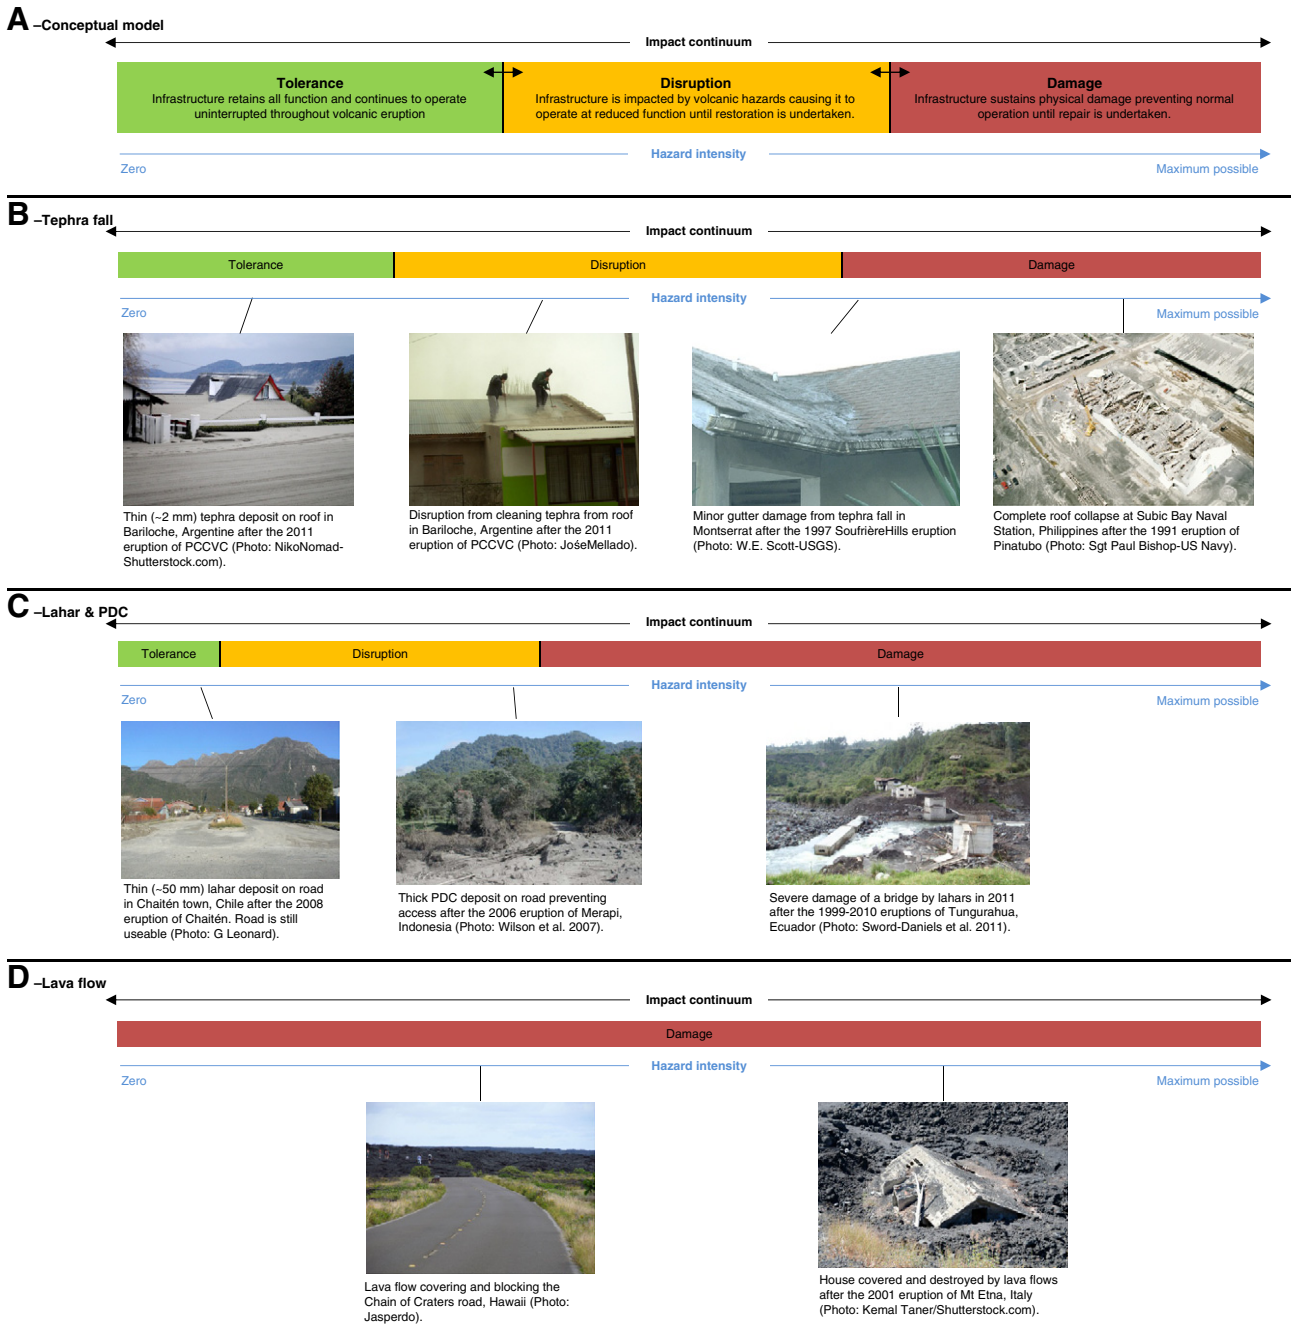 A –Conceptual model
Impact continuum
Tolerance
Infrastructure retains all function and continues to operate
uninterrupted throughout volcanic eruption
Disruption
Infrastructure is impacted by volcanic hazards causing it to
operate at reduced function until restoration is undertaken.
Damage
Infrastructure sustains physical damage preventing normal
operation until repair is undertaken.
Hazard intensity
Zero
Maximum possible
B –Tephra fall
Impact continuum
Tolerance
Disruption
Damage
Hazard intensity
Zero
Maximum possible
Thin (~2 mm) tephra deposit on roof in
Bariloche, Argentine after the 2011
eruption of PCCVC (Photo: NikoNomad-
Shutterstock.com).
Disruption from cleaning tephra from roof
in Bariloche, Argentine after the 2011
eruption of PCCVC (Photo: JośeMellado).
Minor gutter damage from tephra fall in
Montserrat after the 1997 SoufrièreHills eruption
(Photo: W.E. Scott-USGS).
Complete roof collapse at Subic Bay Naval
Station, Philippines after the 1991 eruption of
Pinatubo (Photo: Sgt Paul Bishop-US Navy).
C –Lahar & PDC
Impact continuum
Tolerance
Disruption
Damage
Hazard intensity
Zero
Maximum possible
Thin (~50 mm) lahar deposit on road
in Chaitén town, Chile after the 2008
eruption of Chaitén. Road is still
useable (Photo: G Leonard).
Thick PDC deposit on road preventing
access after the 2006 eruption of Merapi,
Indonesia (Photo: Wilson et al. 2007).
Severe damage of a bridge by lahars in 2011
after the 1999-2010 eruptions of Tungurahua,
Ecuador (Photo: Sword-Daniels et al. 2011).
D –Lava flow
Impact continuum
Damage
Hazard intensity
Zero
Maximum possible
Lava flow covering and blocking the
Chain of Craters road, Hawaii (Photo:
Jasperdo).
House covered and destroyed by lava flows
after the 2001 eruption of Mt Etna, Italy
(Photo: Kemal Taner/Shutterstock.com).